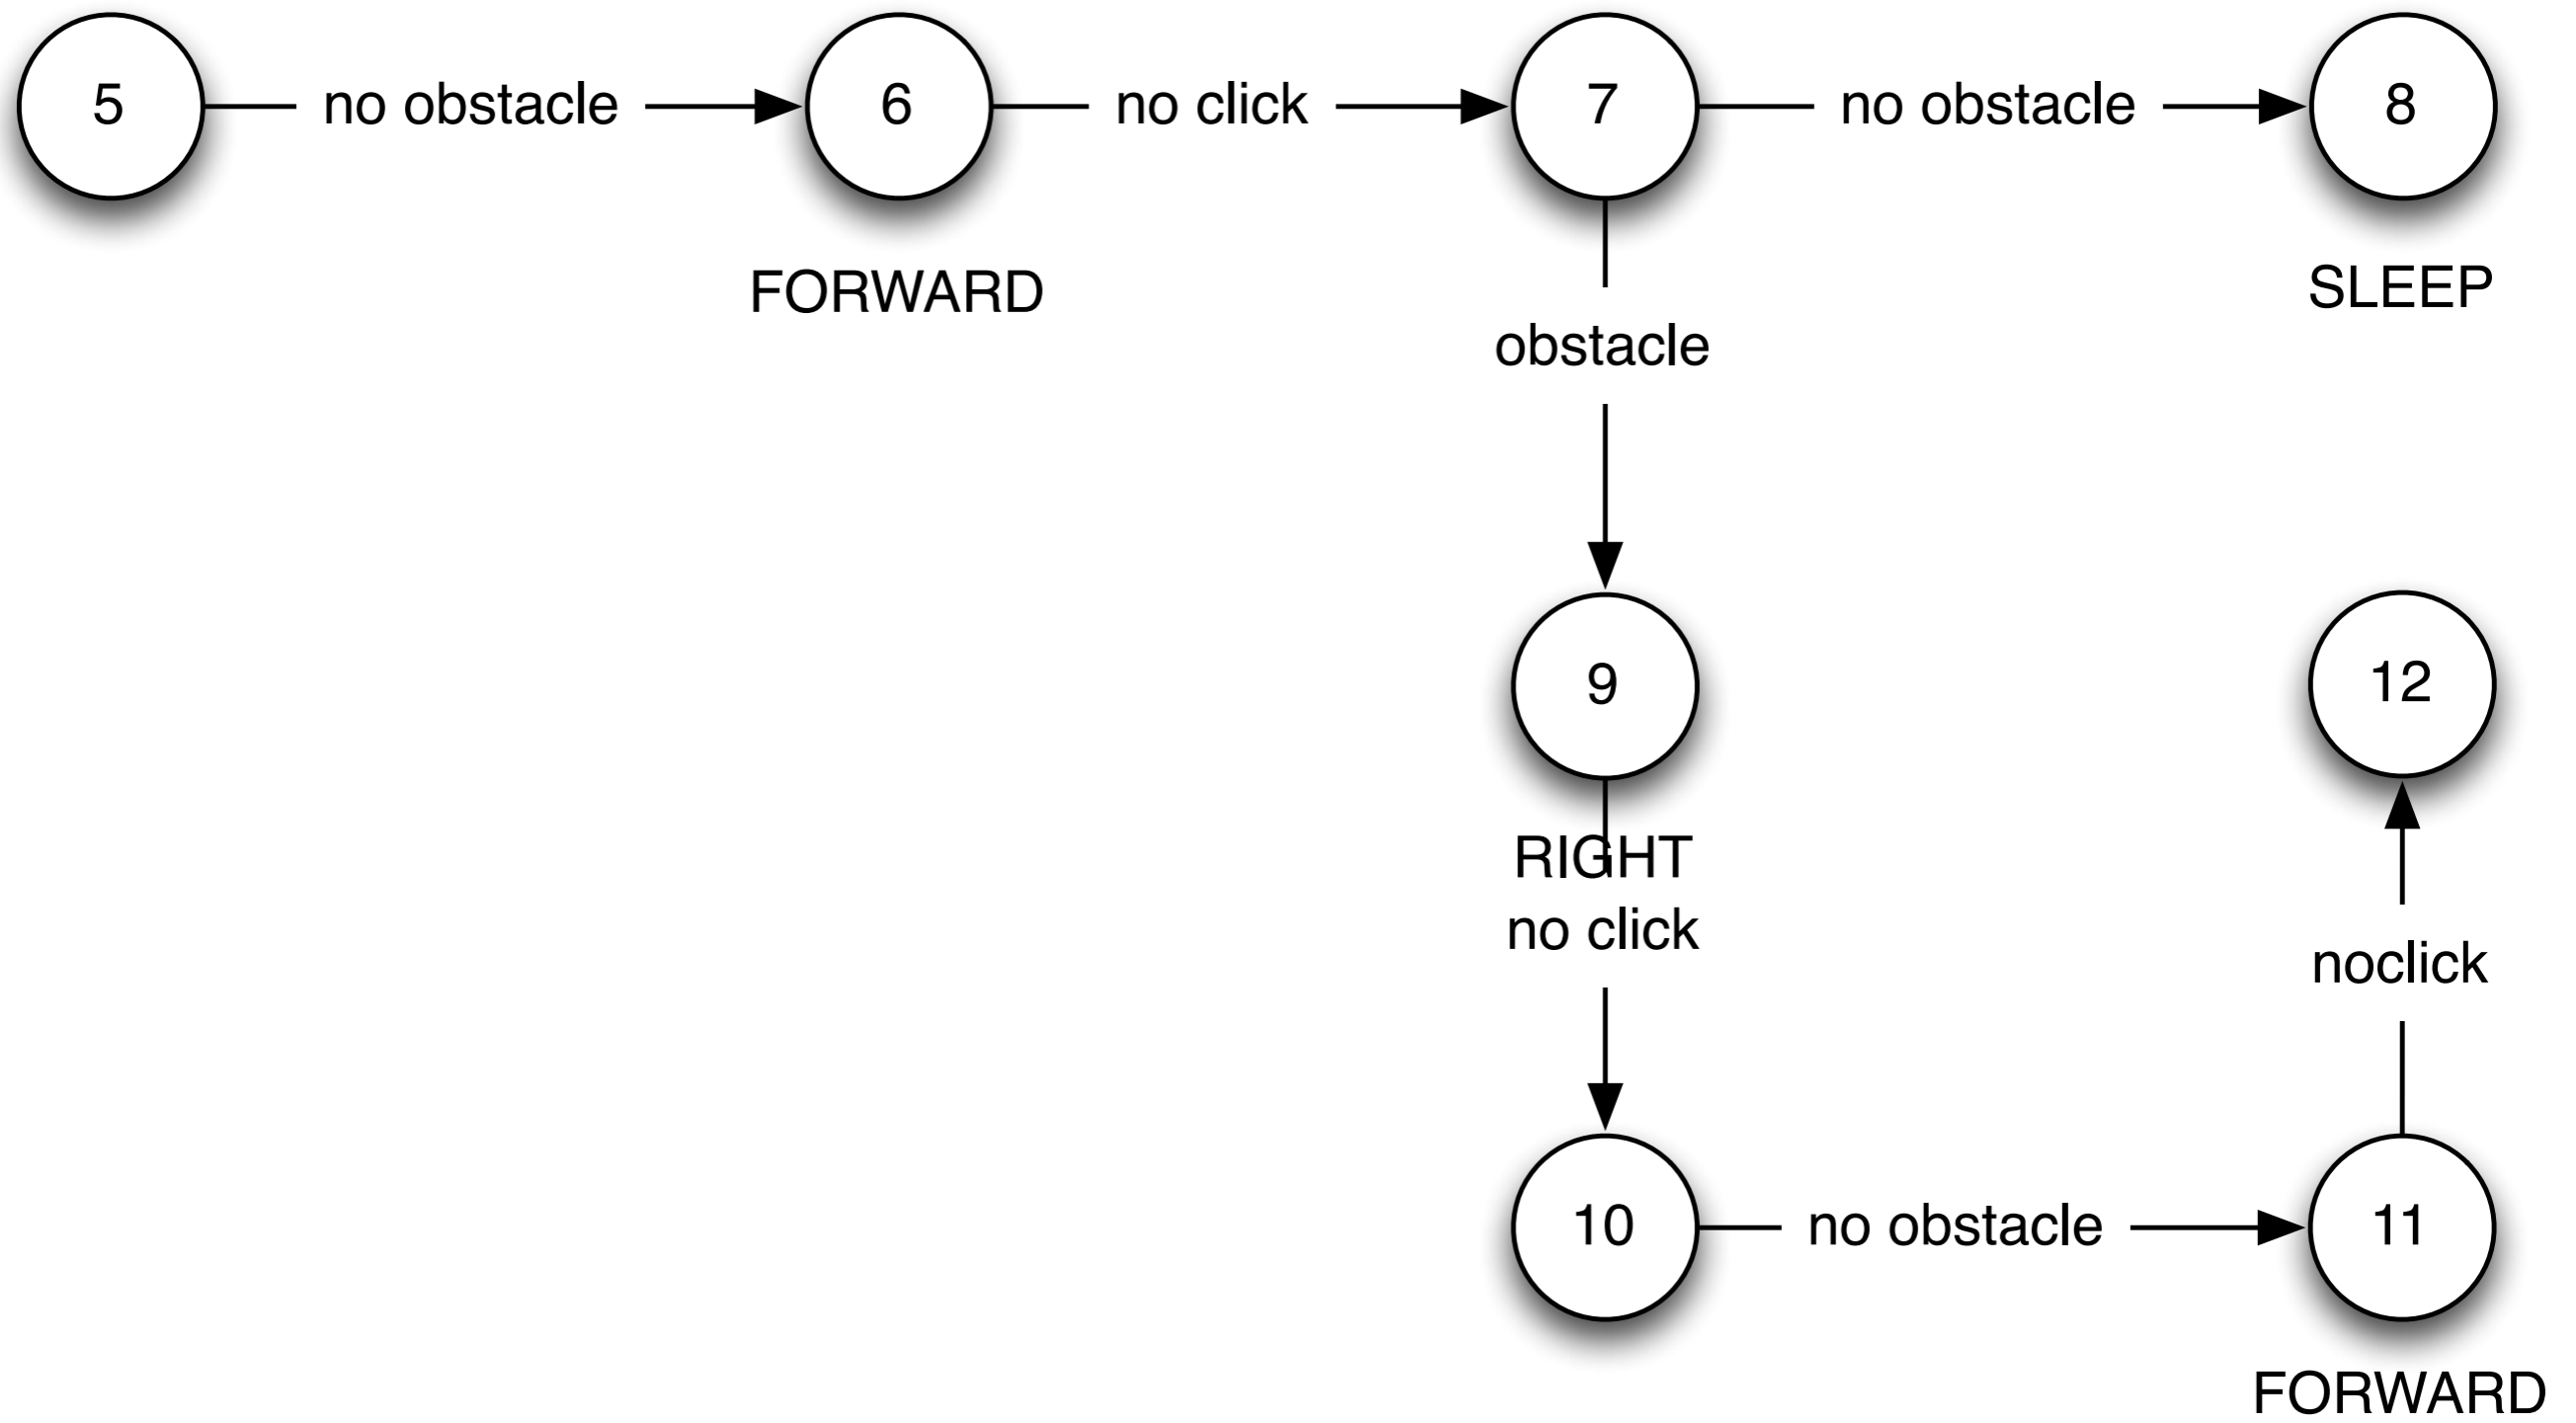 5 no obstacle 6 no click 7 no obstacle 8
FORWARD
SLEEP
obstacle
9
12
RIGHT
no click
noclick
10 no obstacle 11
FORWARD